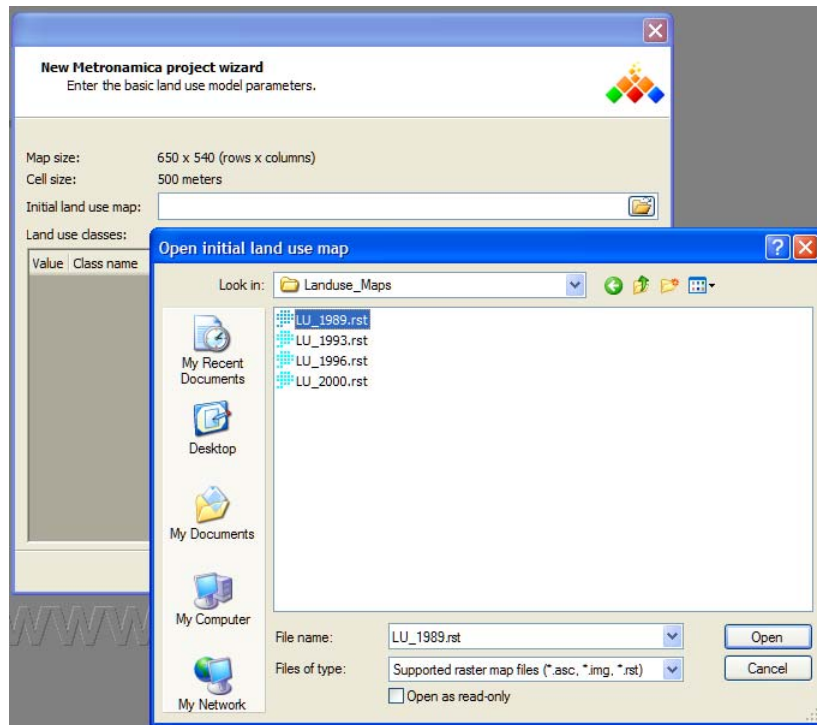 New Metronamica project wizard
Enter the basic land use model parameters.
Map size: 650 x 540 (rows x columns)
Cell size: 500 meters
Initial land use map:
Land use classes:
Value Class name
Open initial land use map
Look in: Landuse_Maps
LU_1989.rst
LU_1993.rst
LU_1996.rst
LU_2000.rst
My Recent
Documents
Desktop
My Documents
My Computer
My Network
File name: LU_1989.rst Open
Files of type: Supported raster map files (*.asc, *.img, *.rst) Cancel
Open as read-only
WWW